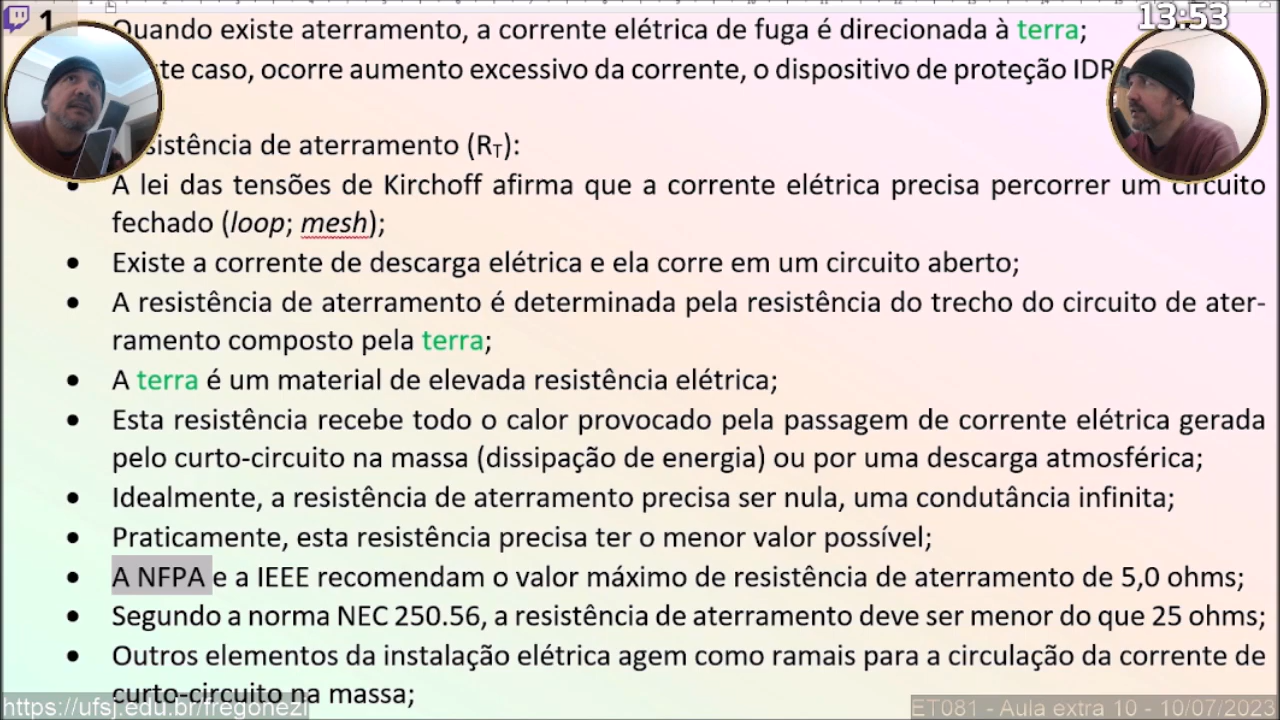 1
13:53
Quando existe aterramento, a corrente elétrica de fuga é direcionada à terra;
te caso, ocorre aumento excessivo da corrente, o dispositivo de proteção IDR
sistência de aterramento (RT):
A lei das tensões de Kirchoff afirma que a corrente elétrica precisa percorrer um circuito
fechado (loop; mesh);
Existe a corrente de descarga elétrica e ela corre em um circuito aberto;
A resistência de aterramento é determinada pela resistência do trecho do circuito de ater-
ramento composto pela terra;
A terra é um material de elevada resistência elétrica;
Esta resistência recebe todo o calor provocado pela passagem de corrente elétrica gerada
pelo curto-circuito na massa (dissipação de energia) ou por uma descarga atmosférica;
Idealmente, a resistência de aterramento precisa ser nula, uma condutância infinita;
Praticamente, esta resistência precisa ter o menor valor possível;
A NFPA e a IEEE recomendam o valor máximo de resistência de aterramento de 5,0 ohms;
Segundo a norma NEC 250.56, a resistência de aterramento deve ser menor do que 25 ohms;
Outros elementos da instalação elétrica agem como ramais para a circulação da corrente de
curto-circuito na massa;
https://ufsj.edu.br/fregonezi
ET081 - Aula extra 10 - 10/07/2023